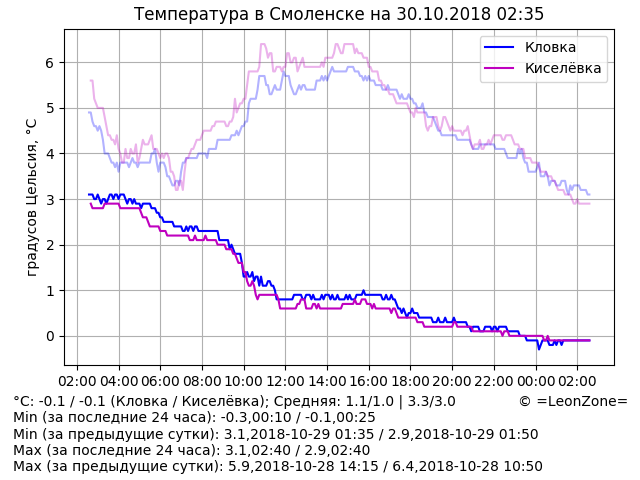 Температура в Смоленске на 30.10.2018 02:35
Кловка
Киселёвка
градусов Цельсия, °C
6
5
4
3
2
1
0
02:00 04:00 06:00 08:00 10:00 12:00 14:00 16:00 18:00 20:00 22:00 00:00 02:00
°C: -0.1 / -0.1 (Кловка / Киселёвка); Средняя: 1.1/1.0 | 3.3/3.0 © =LeonZone=
Min (за последние 24 часа): -0.3,00:10 / -0.1,00:25
Min (за предыдущие сутки): 3.1,2018-10-29 01:35 / 2.9,2018-10-29 01:50
Max (за последние 24 часа): 3.1,02:40 / 2.9,02:40
Max (за предыдущие сутки): 5.9,2018-10-28 14:15 / 6.4,2018-10-28 10:50